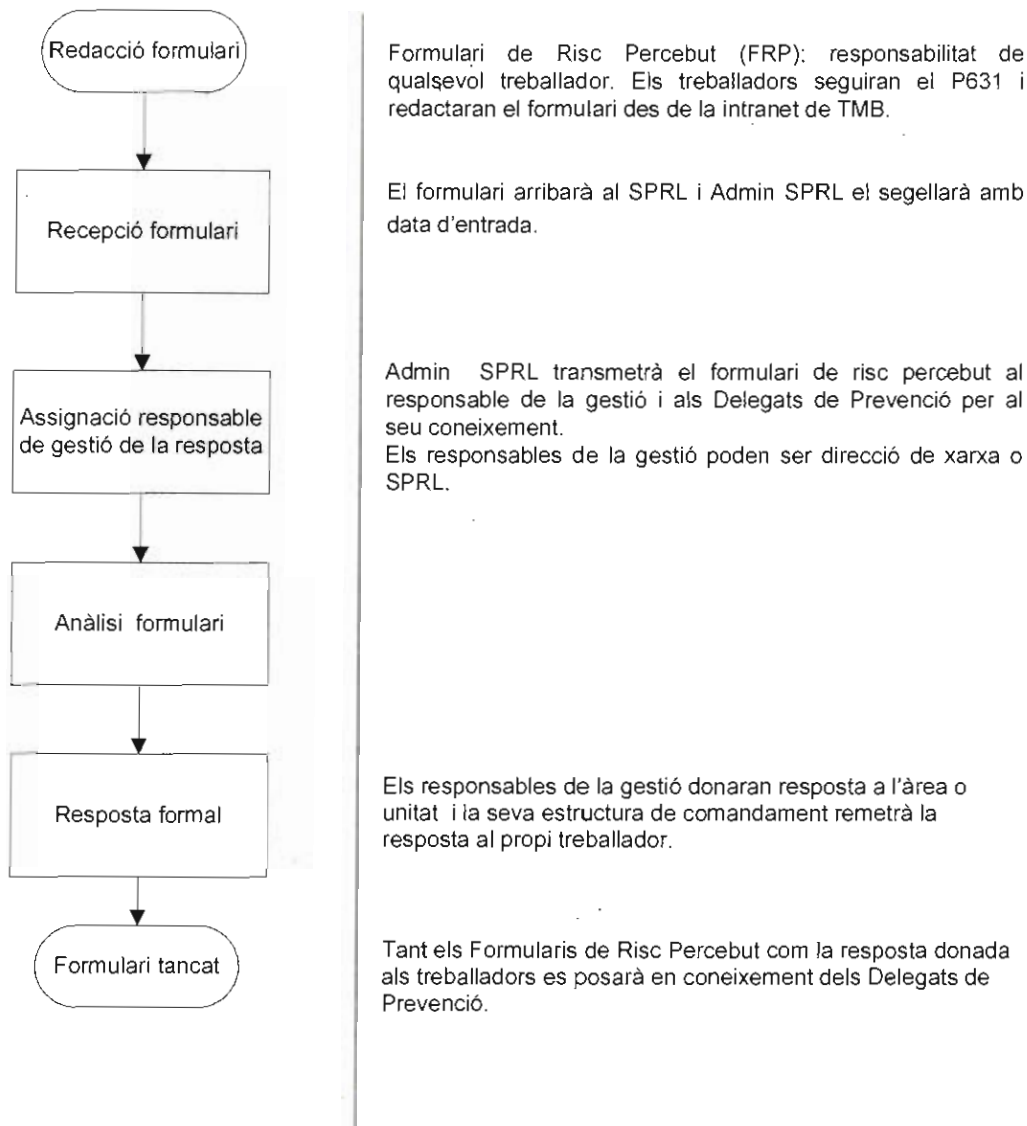 Redacció formulari
Formulari de Risc Percebut (FRP): responsabilitat de
qualsevol treballador. Els treballadors seguiran el P631 i
redactaran el formulari des de la intranet de TMB.
Recepció formulari
El formulari arribarà al SPRL i Admin SPRL el segellarà amb
data d'entrada.
Assignació responsable
de gestió de la resposta
Admin SPRL transmetrà el formulari de risc percebut al
responsable de la gestió i als Delegats de Prevenció per al
seu coneixement.
Els responsables de la gestió poden ser direcció de xarxa o
SPRL.
Anàlisi formulari
Resposta formal
Els responsables de la gestió donaran resposta a l'àrea o
unitat i la seva estructura de comandament remetrà la
resposta al propi treballador.
Formulari tancat
Tant els Formularis de Risc Percebut com la resposta donada
als treballadors es posarà en coneixement dels Delegats de
Prevenció.